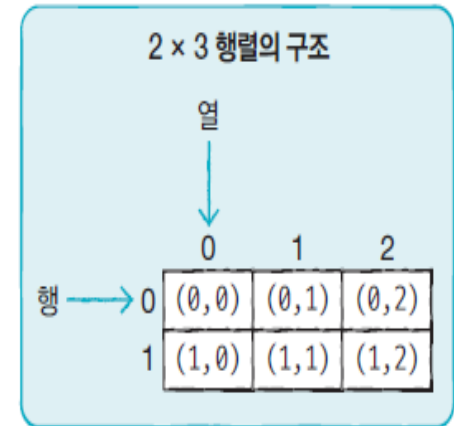 2 × 3 행렬의 구조
열
0 1 2
행 0 (0,0) (0,1) (0,2)
1 (1,0) (1,1) (1,2)